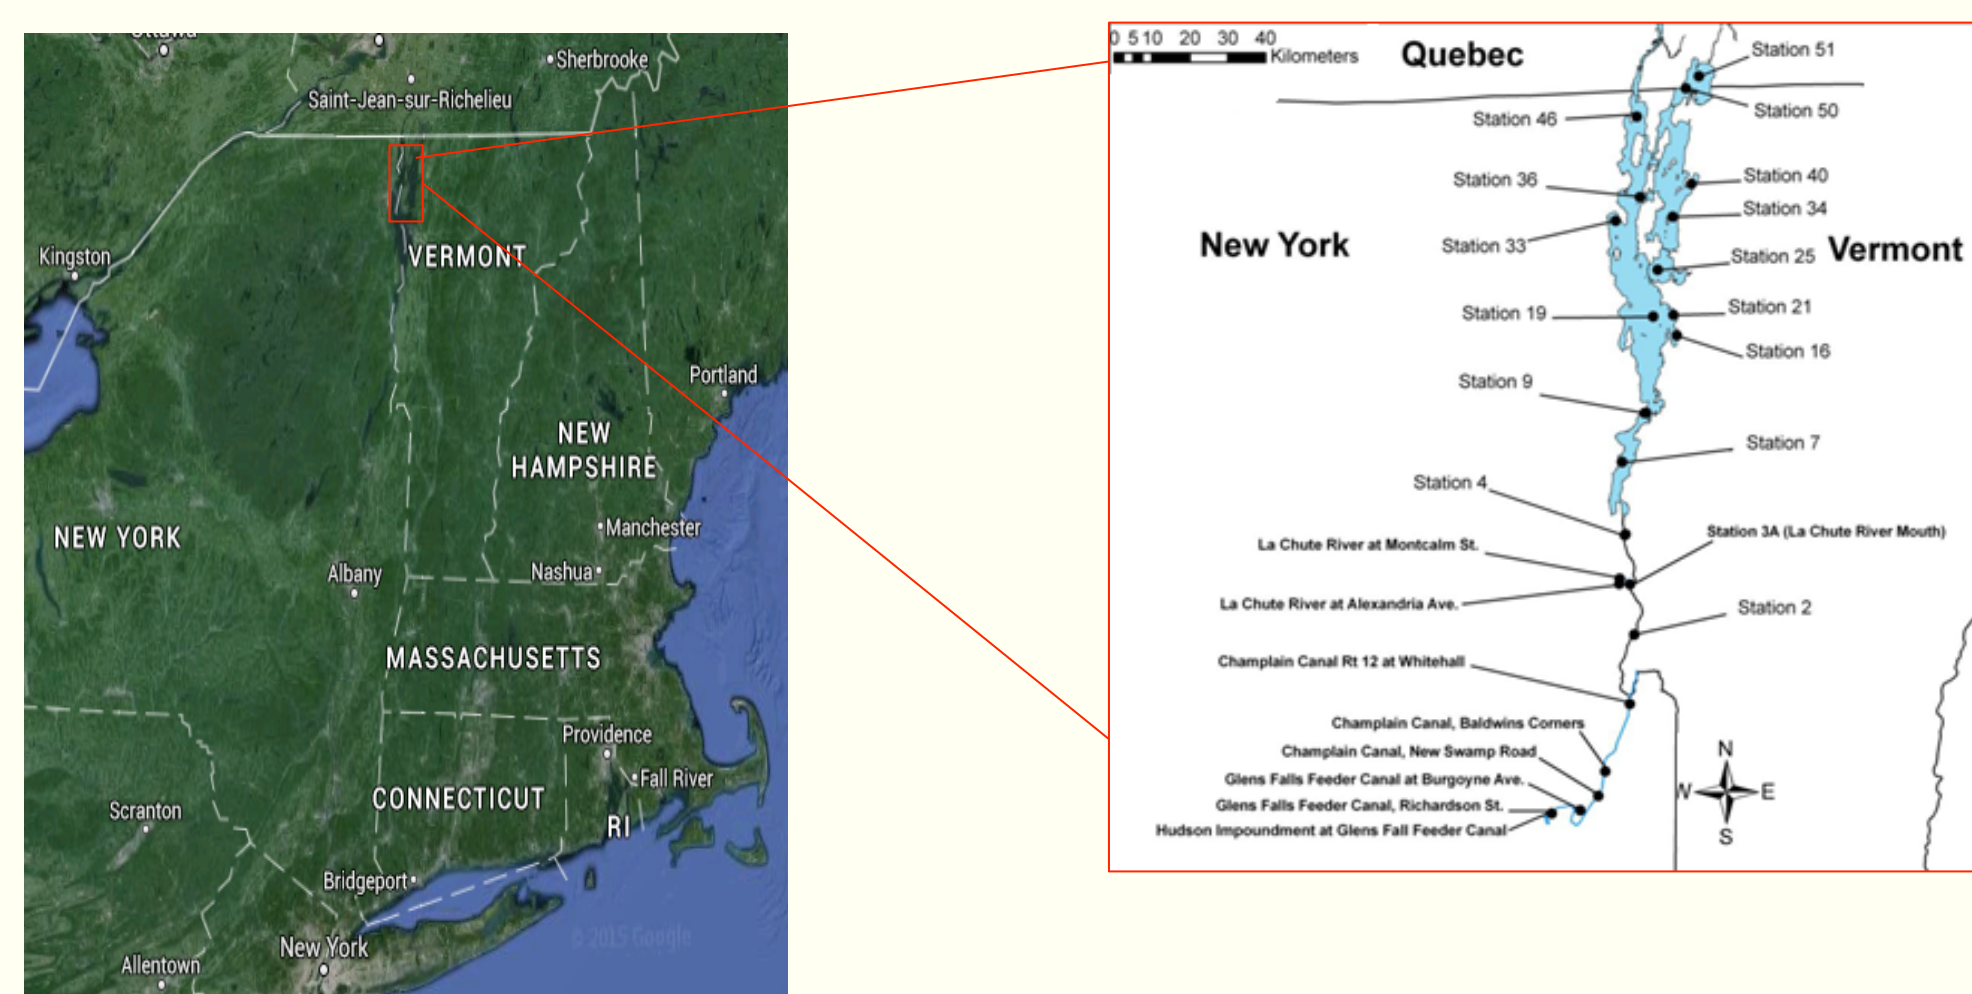 Ottawa
Sherbrooke
Saint-Jean-sur-Richelieu
Kingston
VERMONT
Portland
NEW
HAMPSHIRE
NEW YORK
Manchester
Albany
Nashua
MASSACHUSETTS
Providence
Fall River
CONNECTICUT
Scranton
RI
Bridgeport
New York
© 2015 Google
Allentown
0 5 10 20 30 40
Kilometers
Quebec
Station 51
Station 50
Station 46
Station 36
Station 40
Station 34
New York
Station 33
Station 25
Vermont
Station 19
Station 21
Station 16
Station 9
Station 7
Station 4
Station 3A (La Chute River Mouth)
La Chute River at Montcalm St.
La Chute River at Alexandria Ave.
Station 2
Champlain Canal Rt 12 at Whitehall
Champlain Canal, Baldwins Corners
Champlain Canal, New Swamp Road
Glens Falls Feeder Canal at Burgoyne Ave.
Glens Falls Feeder Canal, Richardson St.
Hudson Impoundment at Glens Fall Feeder Canal
N
W E
S